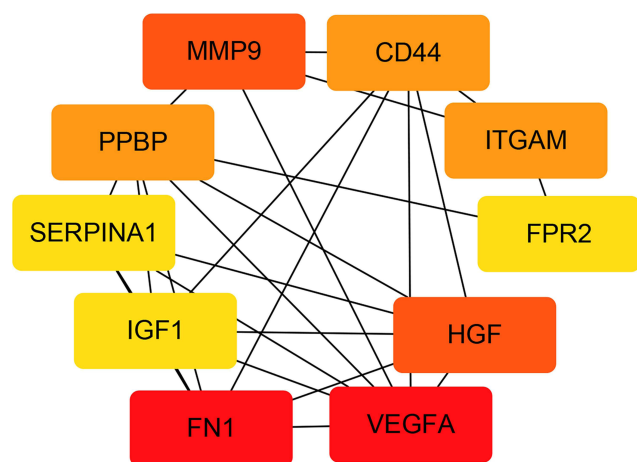 MMP9
CD44
PPBP
ITGAM
SERPINA1
FPR2
IGF1
HGF
FN1
VEGFA